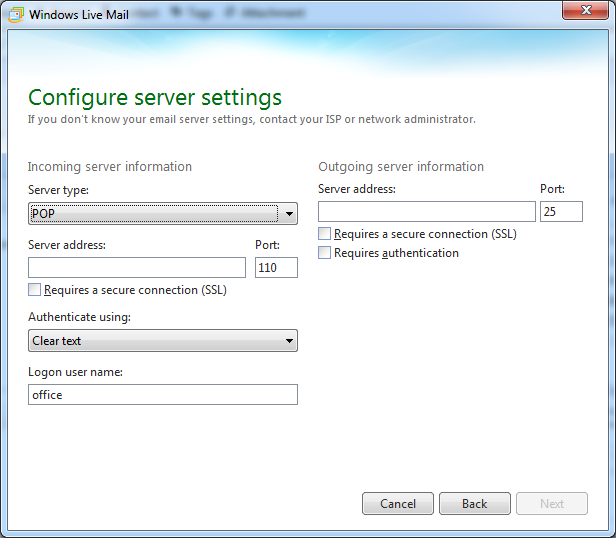 Windows Live Mail
Tags Attachment
Configure server settings
If you don't know your email server settings, contact your ISP or network administrator.
Incoming server information
Server type:
POP
Server address: Port:
110
Requires a secure connection (SSL)
Authenticate using:
Clear text
Logon user name:
office
Outgoing server information
Server address: Port:
25
Requires a secure connection (SSL)
Requires authentication
Cancel Back Next